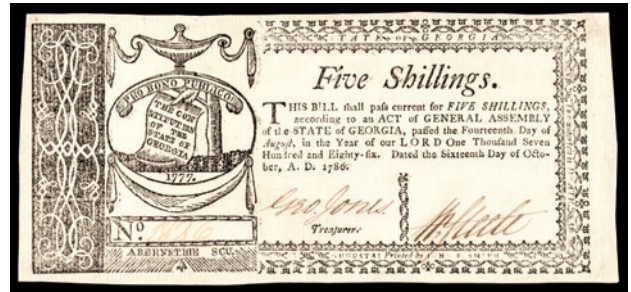 STATE OF GEORGIA.
Five Shillings.
THIS BILL ſhall paſs current for FIVE SHILLINGS,
according to an ACT of GENERAL ASSEMBLY
of the STATE of GEORGIA, paſſed the Fourteenth Day of
Auguſt, in the Year of our LORD One Thouſand Seven
Hundred and Eighty-ſix. Dated the Sixteenth Day of Octo-
ber, A. D. 1786.
Geo. Jones
Treaſurer.
AUGUSTA: Printed by J. E. SMITH
PRO BONO PUBLICO.
THE CON
STITUTION
OF THE
STATE OF
GEORGIA
1777.
No
ABERNETHIE SCU.